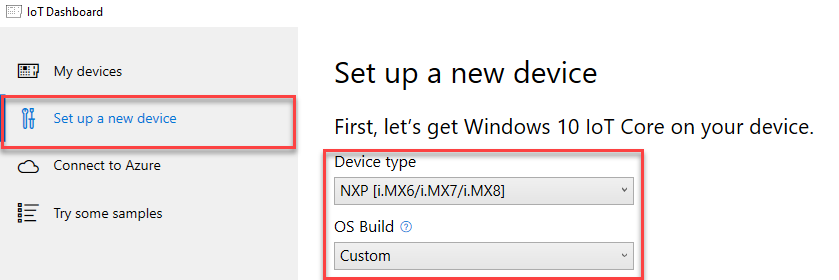 IoT Dashboard
My devices
Set up a new device
Connect to Azure
Try some samples
Set up a new device
First, let's get Windows 10 IoT Core on your device.
Device type
NXP [i.MX6/i.MX7/i.MX8]
OS Build ?
Custom